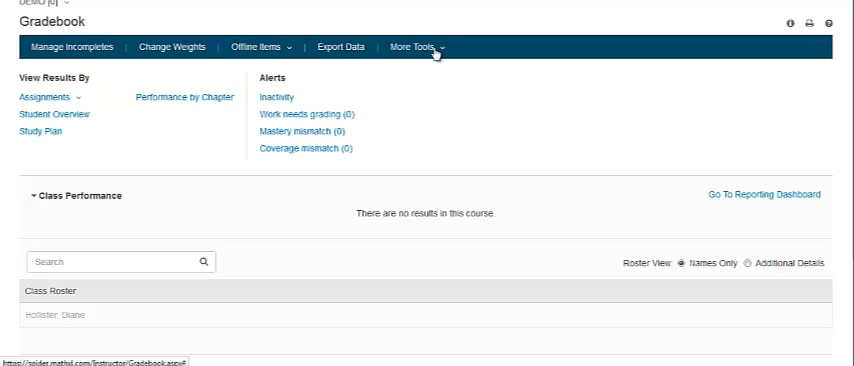 DEMO [0]
Gradebook
Manage Incompletes | Change Weights | Offline Items | Export Data | More Tools
View Results By
Assignments
Performance by Chapter
Student Overview
Study Plan
Alerts
Inactivity
Work needs grading (0)
Mastery mismatch (0)
Coverage mismatch (0)
Class Performance
Go To Reporting Dashboard
There are no results in this course.
Search
Roster View: Names Only Additional Details
Class Roster
Hollister, Diane
https://spider.mathxl.com/Instructor/Gradebook.aspx#